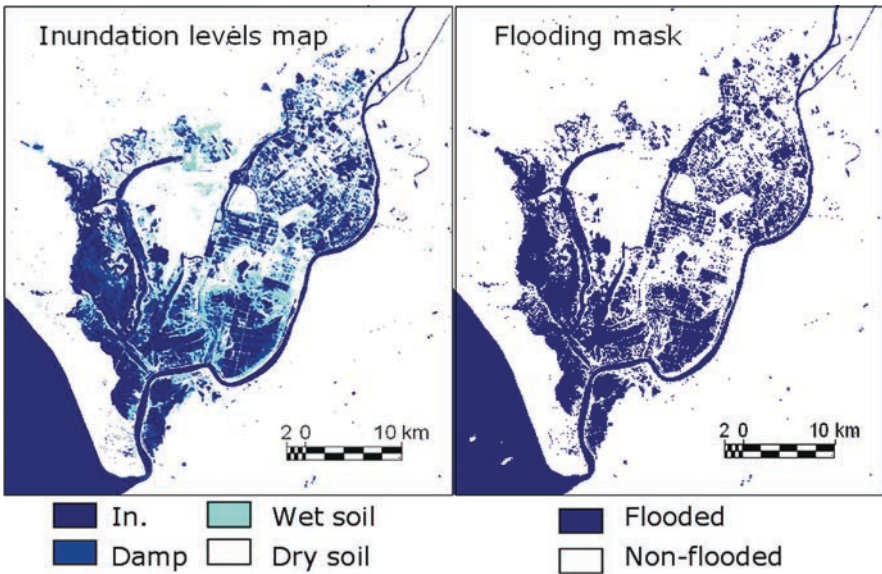 Inundation levels map
Flooding mask
2 0 10 km
2 0 10 km
In.
Wet soil
Damp
Dry soil
Flooded
Non-flooded